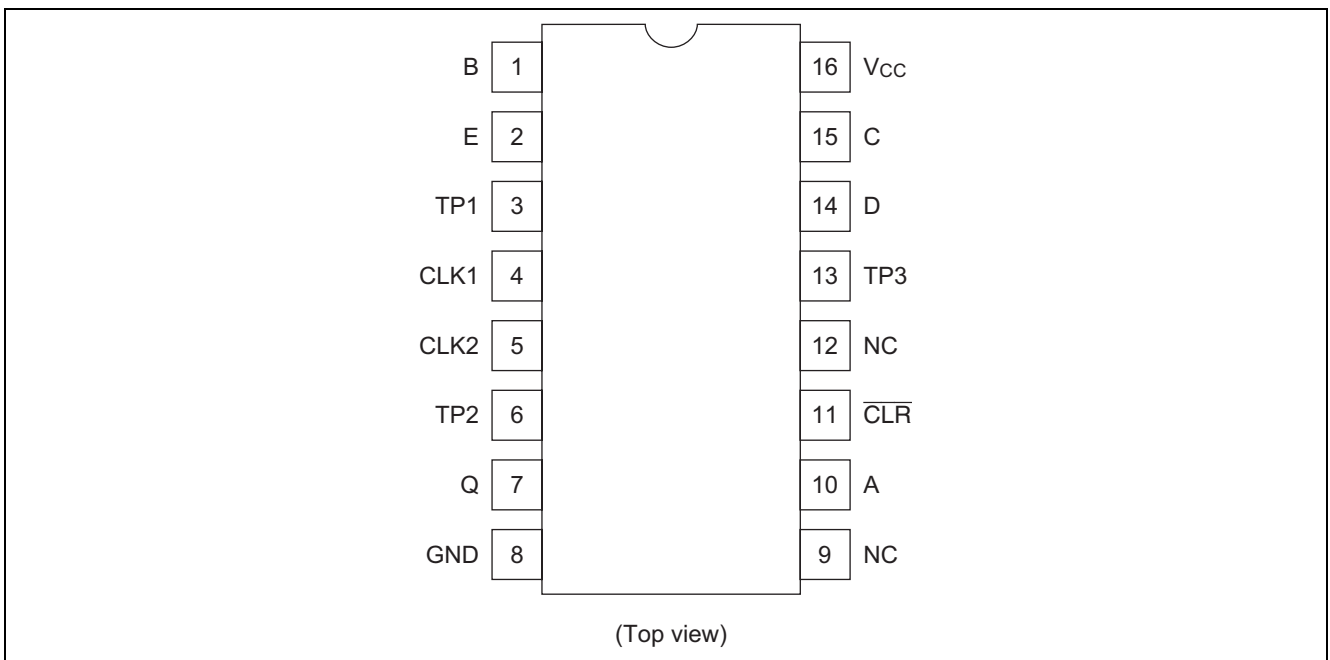 B 1 16 VCC
E 2 15 C
TP1 3 14 D
CLK1 4 13 TP3
CLK2 5 12 NC
TP2 6 11 C̅L̅R̅
Q 7 10 A
GND 8 9 NC
(Top view)